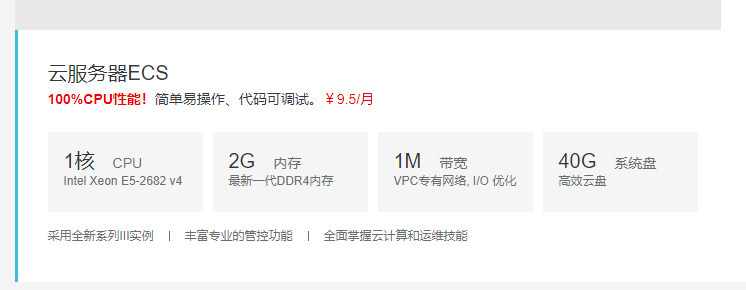 云服务器ECS
100%CPU性能！简单易操作、代码可调试。￥9.5/月
1核 CPU
Intel Xeon E5-2682 v4
2G 内存
最新一代DDR4内存
1M 带宽
VPC专有网络, I/O 优化
40G 系统盘
高效云盘
采用全新系列III实例 | 丰富专业的管控功能 | 全面掌握云计算和运维技能